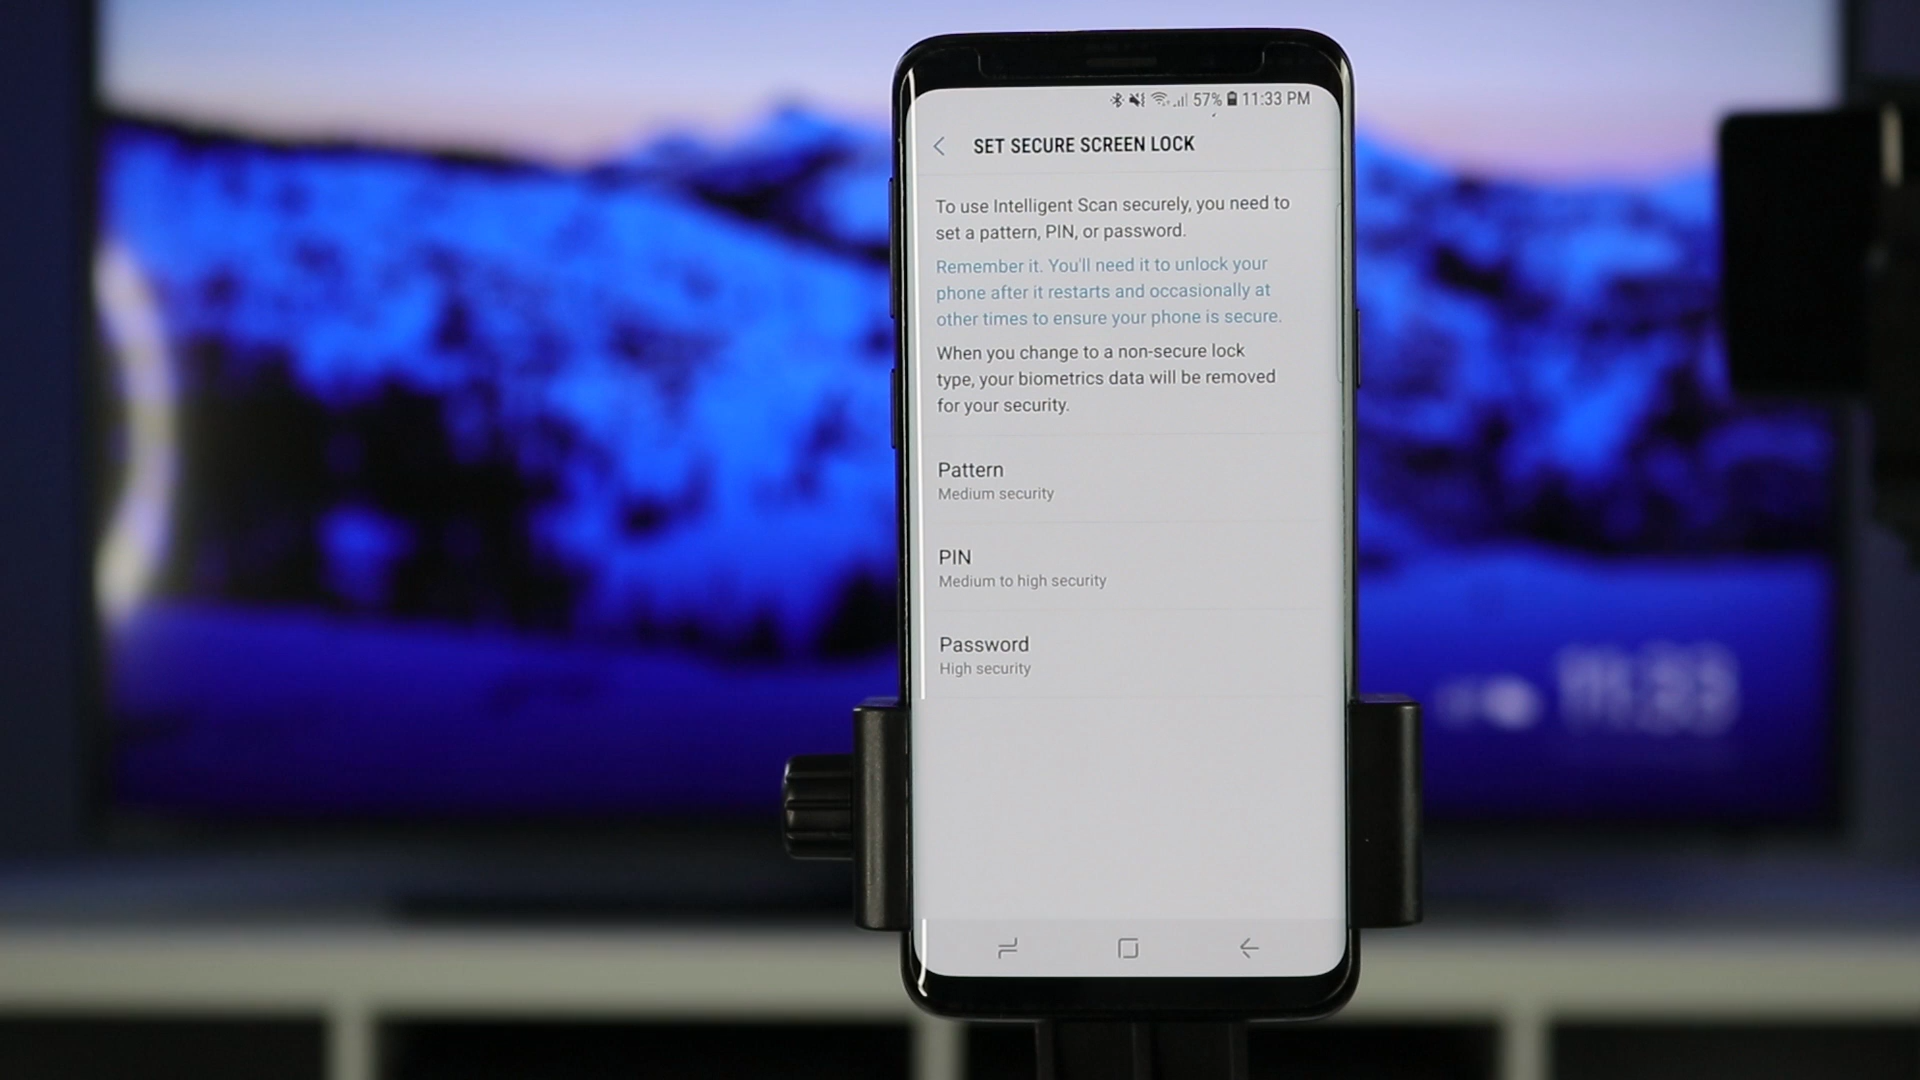 57% 11:33 PM
SET SECURE SCREEN LOCK
To use Intelligent Scan securely, you need to
set a pattern, PIN, or password.
Remember it. You'll need it to unlock your
phone after it restarts and occasionally at
other times to ensure your phone is secure.
When you change to a non-secure lock
type, your biometrics data will be removed
for your security.
Pattern
Medium security
PIN
Medium to high security
Password
High security
11:33